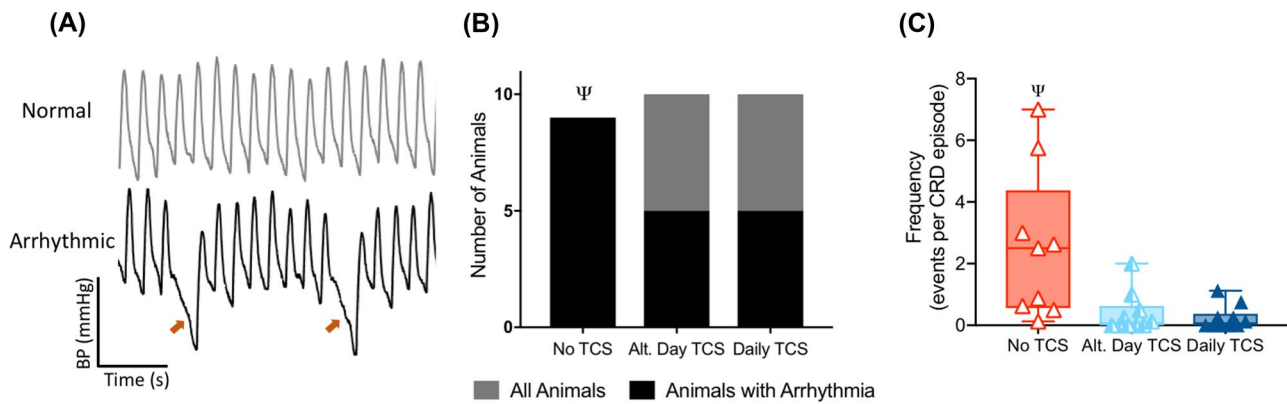 (A)
Normal
Arrhythmic
BP (mmHg)
Time (s)
(B)
Number of Animals
10
5
0
Ψ
No TCS
Alt. Day TCS
Daily TCS
All Animals
Animals with Arrhythmia
(C)
Frequency
(events per CRD episode)
8
6
4
2
0
Ψ
No TCS
Alt. Day TCS
Daily TCS